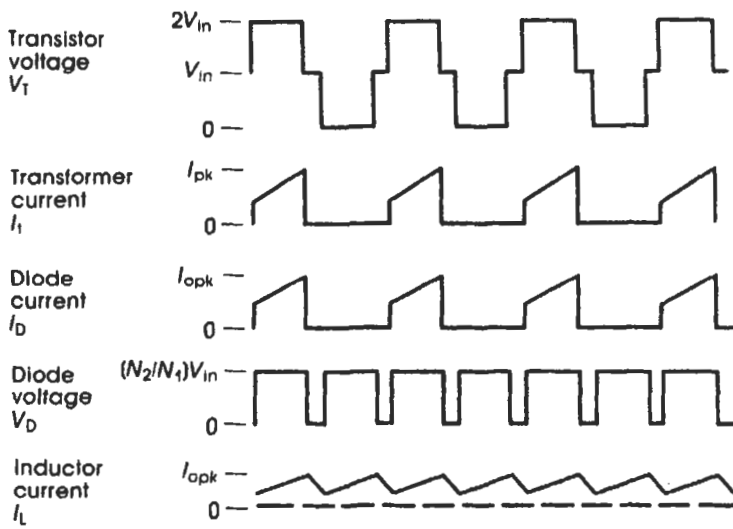 Transistor
voltage
V_T
2V_in
V_in
0
Transformer
current
I_1
I_pk
0
Diode
current
I_D
I_opk
0
Diode
voltage
V_D
(N_2/N_1)V_in
0
Inductor
current
I_L
I_opk
0